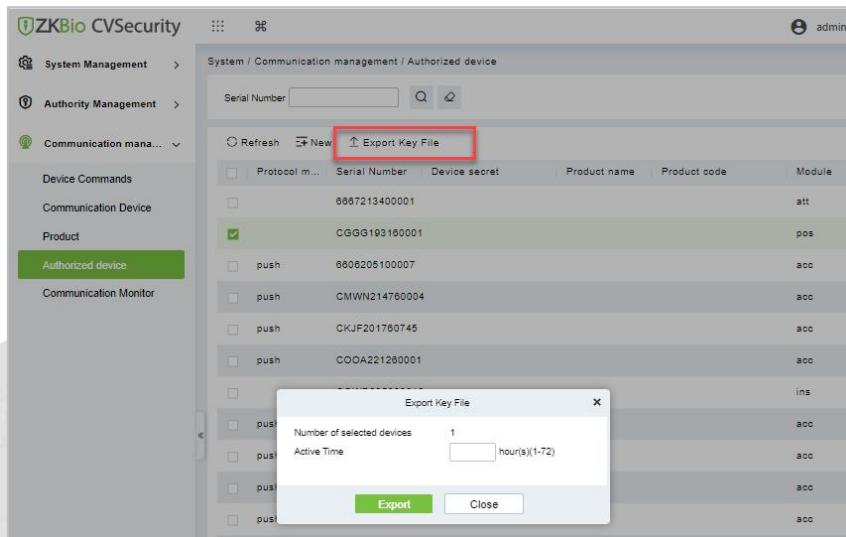 ZKBio CVSecurity
admin
System Management
System / Communication management / Authorized device
Serial Number
Authority Management
Communication mana...
Refresh New Export Key File
Protocol m... Serial Number Device secret Product name Product code Module
Device Commands
6667213400001 att
Communication Device
Product
CGGG193160001 pos
Authorized device
push 6606205100007 acc
Communication Monitor
push CMWN214760004 acc
push CKJF201760745 acc
push COOA221260001 acc
ins
Export Key File
push acc
Number of selected devices 1
Active Time hour(s)(1-72)
push acc
push acc
Export Close
push acc